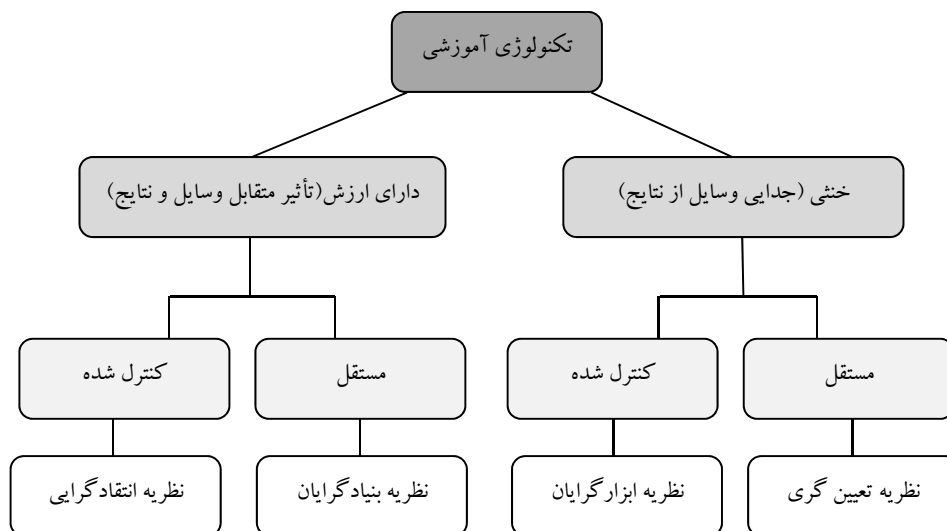 تکنولوژی آموزشی
خنثی (جدایی وسایل از نتایج)
دارای ارزش(تأثیر متقابل وسایل و نتایج)
مستقل
کنترل شده
مستقل
کنترل شده
نظریه تعیین گری
نظریه ابزارگرایان
نظریه بنیادگرایان
نظریه انتقادگرایی